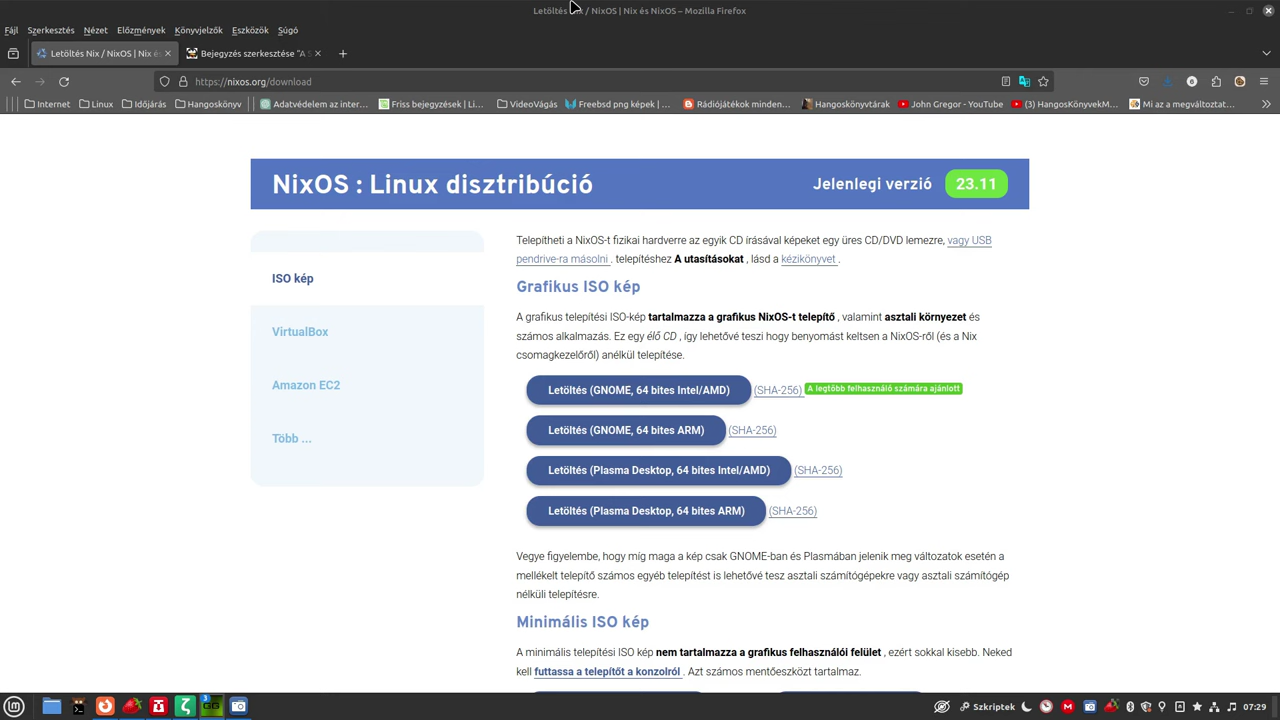 Letöltés Nix / NixOS | Nix és NixOS – Mozilla Firefox
Fájl Szerkesztés Nézet Előzmények Könyvjelzők Eszközök Súgó
Letöltés Nix / NixOS | Nix és
Bejegyzés szerkesztése "A S
https://nixos.org/download
Internet Linux Időjárás Hangoskönyv Adatvédelem az inter… Friss bejegyzések | Li… VideoVágás Freebsd png képek | … Rádiójátékok minden… Hangoskönyvtárak John Gregor - YouTube (3) HangosKönyvekM… Mi az a megváltoztat…
NixOS : Linux disztribúció
Jelenlegi verzió 23.11
ISO kép
VirtualBox
Amazon EC2
Több ...
Telepítheti a NixOS-t fizikai hardverre az egyik CD írásával képeket egy üres CD/DVD lemezre, vagy USB
pendrive-ra másolni . telepítéshez A utasításokat , lásd a kézikönyvet .
Grafikus ISO kép
A grafikus telepítési ISO-kép tartalmazza a grafikus NixOS-t telepítő , valamint asztali környezet és
számos alkalmazás. Ez egy élő CD , így lehetővé teszi hogy benyomást keltsen a NixOS-ről (és a Nix
csomagkezelőről) anélkül telepítése.
Letöltés (GNOME, 64 bites Intel/AMD) (SHA-256) A legtöbb felhasználó számára ajánlott
Letöltés (GNOME, 64 bites ARM) (SHA-256)
Letöltés (Plasma Desktop, 64 bites Intel/AMD) (SHA-256)
Letöltés (Plasma Desktop, 64 bites ARM) (SHA-256)
Vegye figyelembe, hogy míg maga a kép csak GNOME-ban és Plasmában jelenik meg változatok esetén a
mellékelt telepítő számos egyéb telepítést is lehetővé tesz asztali számítógépekre vagy asztali számítógép
nélküli telepítésre.
Minimális ISO kép
A minimális telepítési ISO kép nem tartalmazza a grafikus felhasználói felület , ezért sokkal kisebb. Neked
kell futtassa a telepítőt a konzolról . Azt számos mentőeszközt tartalmaz.
Szkriptek 07:29